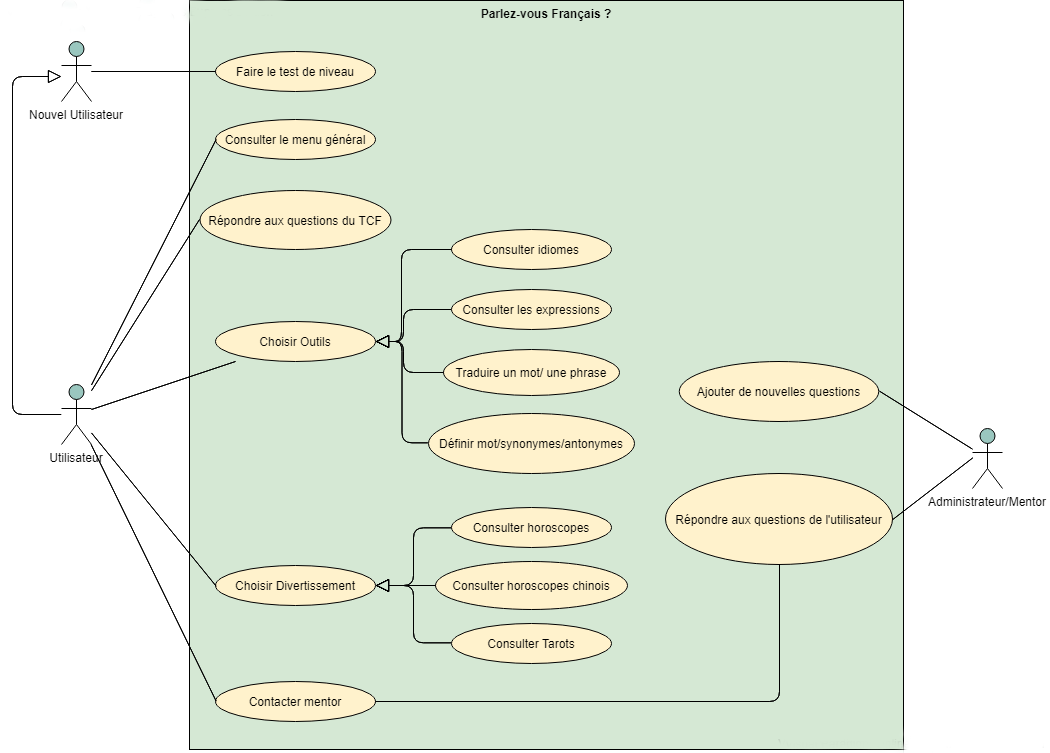 Parlez-vous Français ?
Faire le test de niveau
Nouvel Utilisateur
Consulter le menu général
Répondre aux questions du TCF
Consulter idiomes
Consulter les expressions
Choisir Outils
Traduire un mot/ une phrase
Ajouter de nouvelles questions
Définir mot/synonymes/antonymes
Utilisateur
Administrateur/Mentor
Répondre aux questions de l'utilisateur
Consulter horoscopes
Choisir Divertissement
Consulter horoscopes chinois
Consulter Tarots
Contacter mentor